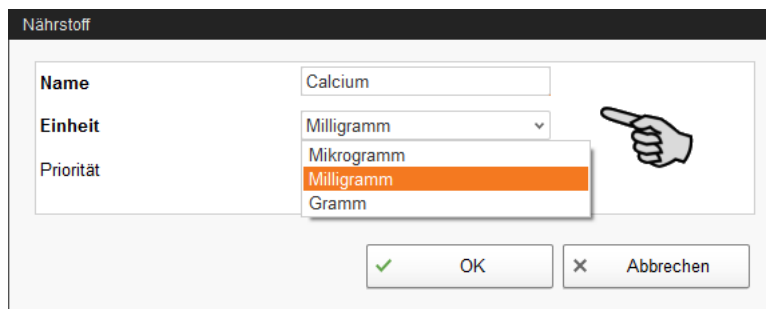 Nährstoff
Name
Calcium
Einheit
Milligramm
Priorität
Mikrogramm
Milligramm
Gramm
OK
Abbrechen